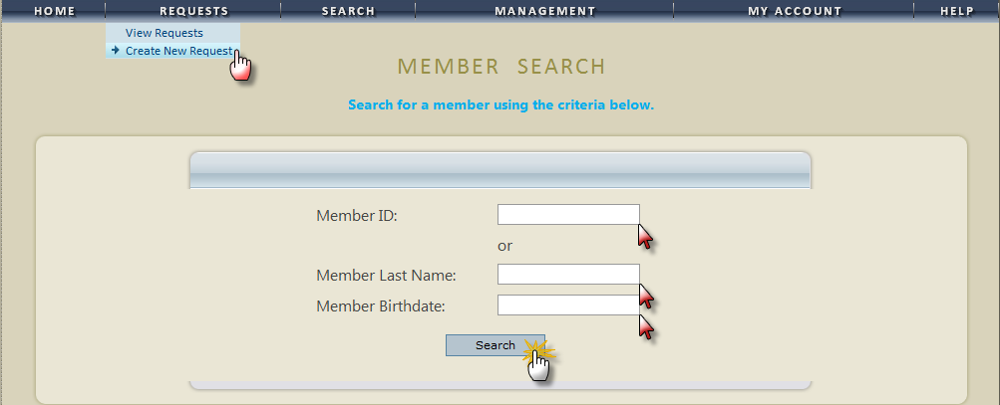 HOME REQUESTS SEARCH MANAGEMENT MY ACCOUNT HELP
View Requests
Create New Request
MEMBER SEARCH
Search for a member using the criteria below.
Member ID:
or
Member Last Name:
Member Birthdate:
Search